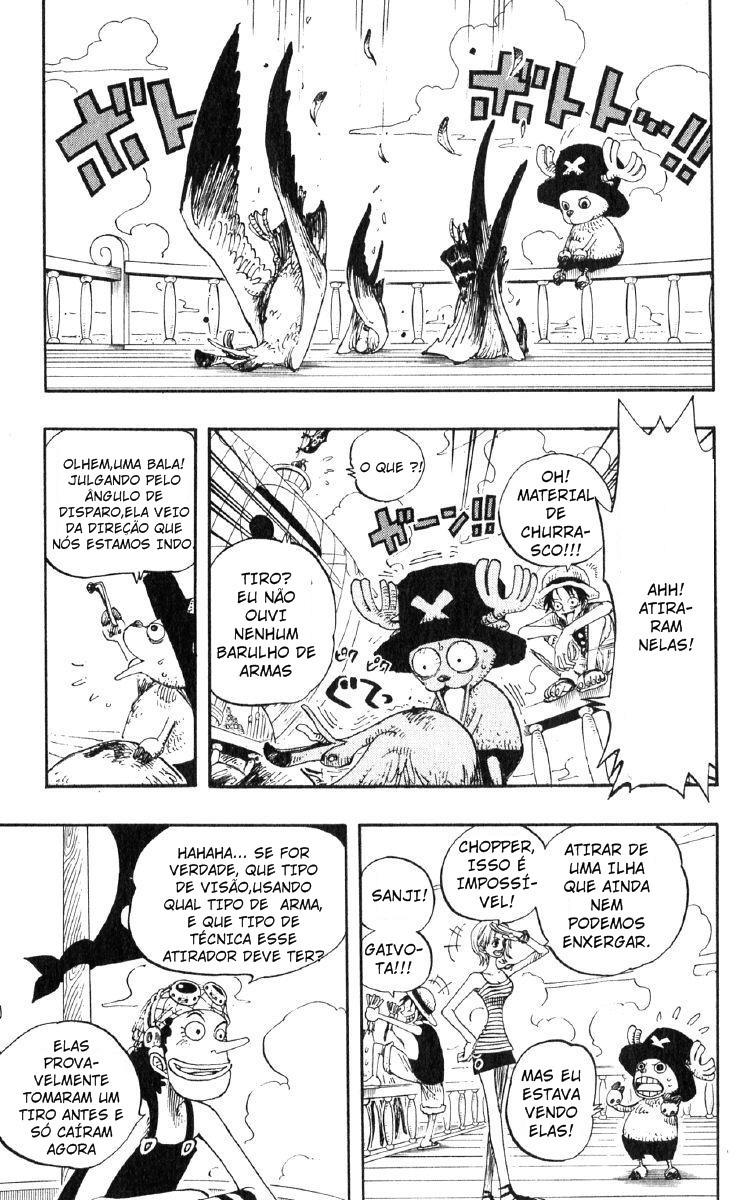 ボトトッ…!!
ボト
AHH!
ATIRA-
RAM
NELAS!
OH!
MATERIAL
DE
CHURRA-
SCO!!!
O QUE ?!
ガーン!!
TIRO?
EU NÃO
OUVI
NENHUM
BARULHO DE
ARMAS
ピク ピク
OLHEM,UMA BALA!
JULGANDO PELO
ÂNGULO DE
DISPARO,ELA VEIO
DA DIREÇÃO QUE
NÓS ESTAMOS INDO.
ATIRAR DE
UMA ILHA
QUE AINDA
NEM
PODEMOS
ENXERGAR.
CHOPPER,
ISSO É
IMPOSSÍ-
VEL!
SANJI!
GAIVO-
TA!!!
MAS EU
ESTAVA
VENDO
ELAS!
HAHAHA... SE FOR
VERDADE, QUE TIPO
DE VISÃO,USANDO
QUAL TIPO DE ARMA,
E QUE TIPO DE
TÉCNICA ESSE
ATIRADOR DEVE TER?
ELAS
PROVA-
VELMENTE
TOMARAM UM
TIRO ANTES E
SÓ CAÍRAM
AGORA